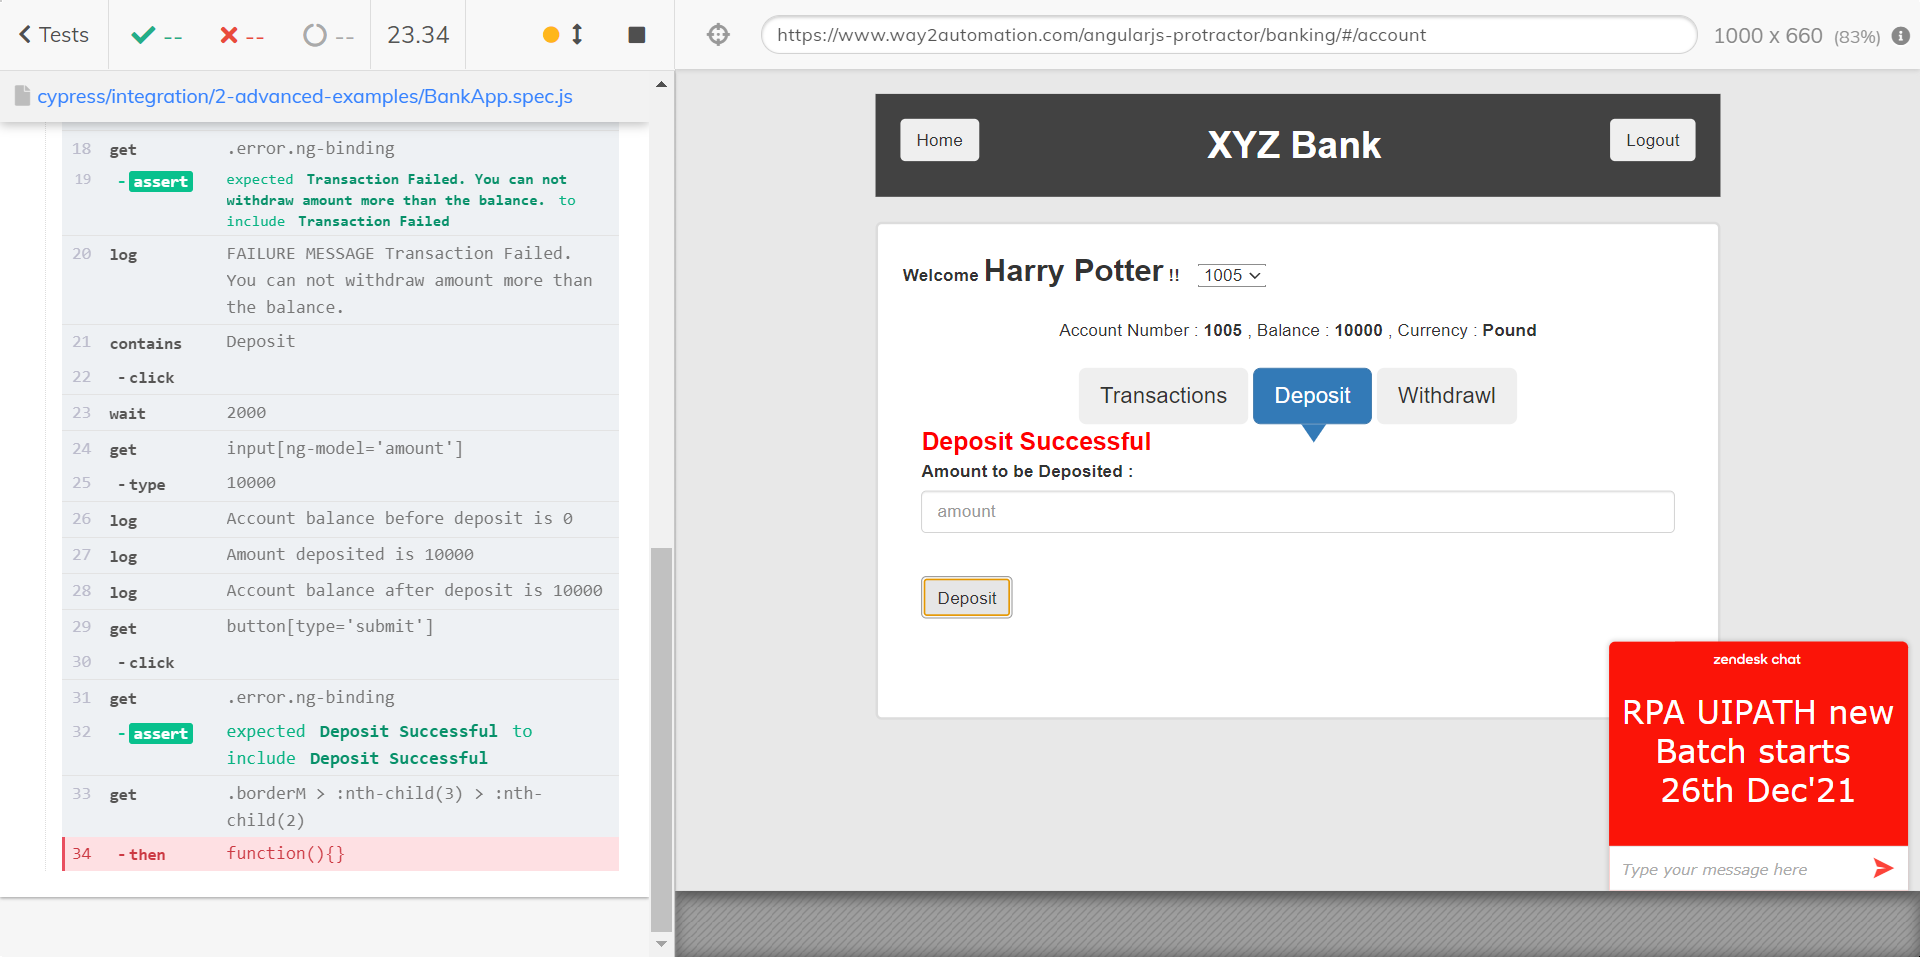 Tests
--
--
--
23.34
https://www.way2automation.com/angularjs-protractor/banking/#/account
1000 x 660 (83%)
cypress/integration/2-advanced-examples/BankApp.spec.js
18 get .error.ng-binding
19 -assert expected Transaction Failed. You can not
withdraw amount more than the balance. to
include Transaction Failed
20 log FAILURE MESSAGE Transaction Failed.
You can not withdraw amount more than
the balance.
21 contains Deposit
22 -click
23 wait 2000
24 get input[ng-model='amount']
25 -type 10000
26 log Account balance before deposit is 0
27 log Amount deposited is 10000
28 log Account balance after deposit is 10000
29 get button[type='submit']
30 -click
31 get .error.ng-binding
32 -assert expected Deposit Successful to
include Deposit Successful
33 get .borderM > :nth-child(3) > :nth-
child(2)
34 -then function(){}
Home
XYZ Bank
Logout
Welcome Harry Potter !! 1005
Account Number : 1005 , Balance : 10000 , Currency : Pound
Transactions Deposit Withdrawl
Deposit Successful
Amount to be Deposited :
amount
Deposit
zendesk chat
RPA UIPATH new
Batch starts
26th Dec'21
Type your message here